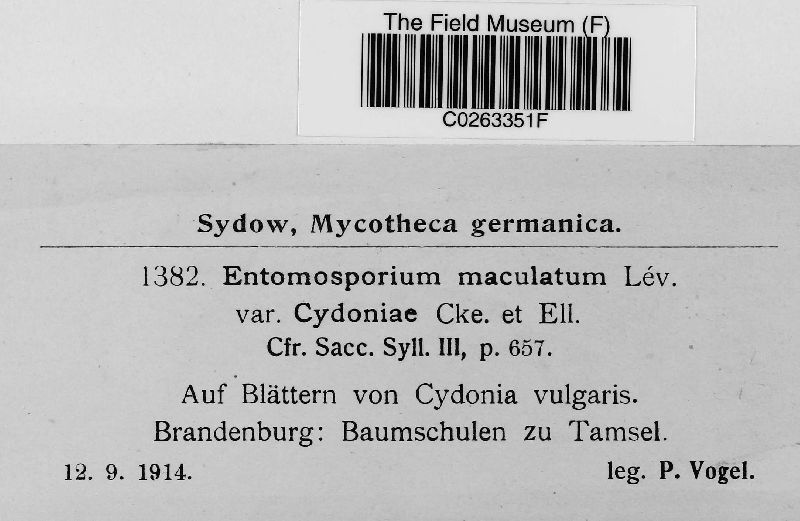 The Field Museum (F)
C0263351F
Sydow, Mycotheca germanica.
1382. Entomosporium maculatum Lév.
var. Cydoniae Cke. et Ell.
Cfr. Sacc. Syll. III, p. 657.
Auf Blättern von Cydonia vulgaris.
Brandenburg: Baumschulen zu Tamsel.
12. 9. 1914. leg. P. Vogel.